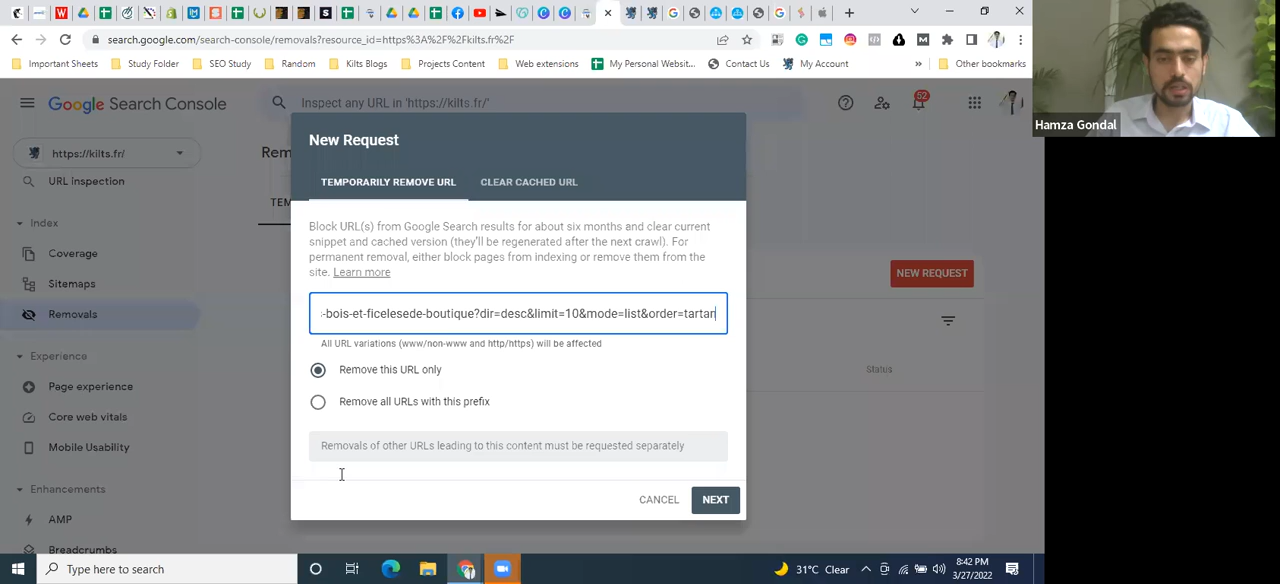 search.google.com/search-console/removals?resource_id=https%3A%2F%2Fkilts.fr%2F
Important Sheets
Study Folder
SEO Study
Random
Kilts Blogs
Projects Content
Web extensions
My Personal Websit...
Contact Us
My Account
»
Other bookmarks
Google Search Console
Inspect any URL in 'https://kilts.fr/'
52
Hamza Gondal
https://kilts.fr/
Rem
New Request
URL inspection
TEMPORARILY REMOVE URL
CLEAR CACHED URL
TEM
Index
Block URL(s) from Google Search results for about six months and clear current
snippet and cached version (they'll be regenerated after the next crawl). For
permanent removal, either block pages from indexing or remove them from the
site. Learn more
Coverage
NEW REQUEST
Sitemaps
Removals
-bois-et-ficelesede-boutique?dir=desc&limit=10&mode=list&order=tartan
All URL variations (www/non-www and http/https) will be affected
Experience
Remove this URL only
Status
Page experience
Remove all URLs with this prefix
Core web vitals
Mobile Usability
Removals of other URLs leading to this content must be requested separately
Enhancements
CANCEL
NEXT
AMP
Breadcrumbs
Type here to search
31°C Clear
8:42 PM
3/27/2022